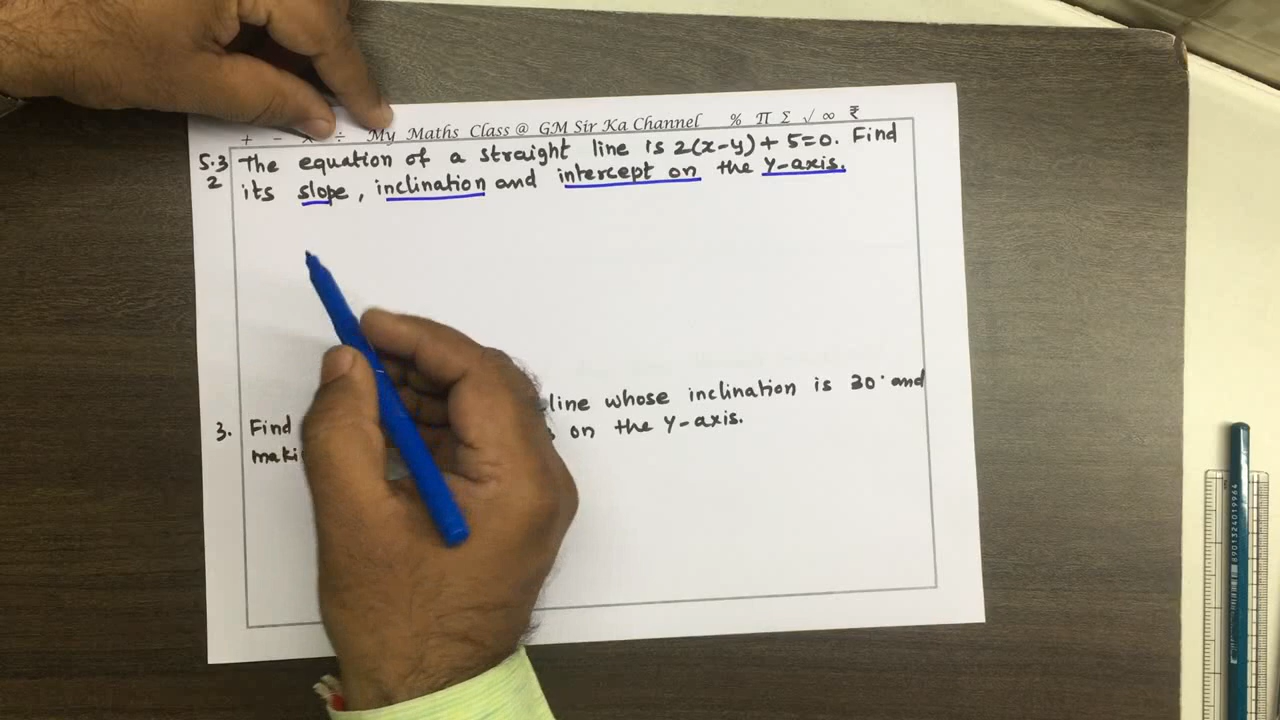 + − × ÷ My Maths Class @ GM Sir Ka Channel % Π Σ √ ∞ ₹
5.3 The equation of a straight line is 2(x-y)+5=0. Find
2 its slope, inclination and intercept on the Y-axis.
3. Find line whose inclination is 30° and
on the Y-axis.